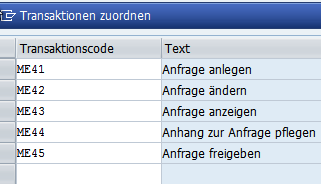 Transaktionen zuordnen
Transaktionscode Text
ME41 Anfrage anlegen
ME42 Anfrage ändern
ME43 Anfrage anzeigen
ME44 Anhang zur Anfrage pflegen
ME45 Anfrage freigeben